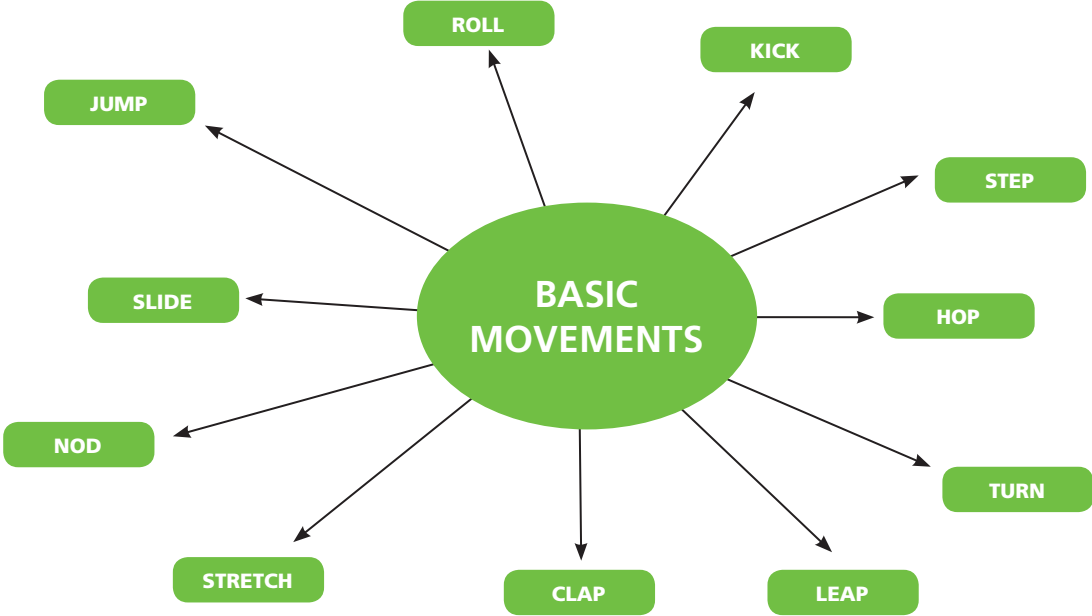 ROLL
KICK
JUMP
STEP
SLIDE
BASIC
MOVEMENTS
HOP
NOD
TURN
STRETCH
CLAP
LEAP